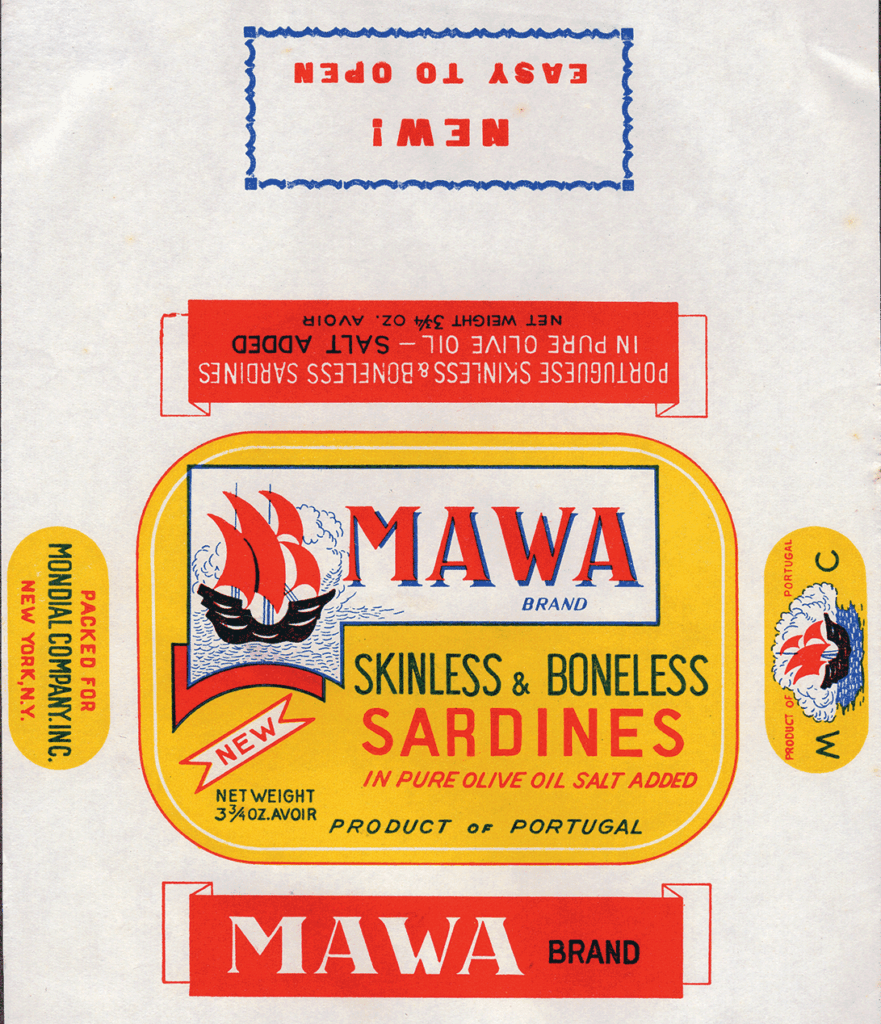 NEW!
EASY TO OPEN
PORTUGUESE SKINLESS & BONELESS SARDINES
IN PURE OLIVE OIL — SALT ADDED
NET WEIGHT 3¾ OZ. AVOIR
MAWA
BRAND
SKINLESS & BONELESS
SARDINES
IN PURE OLIVE OIL SALT ADDED
NEW
NET WEIGHT
3¾OZ.AVOIR
PRODUCT OF PORTUGAL
PACKED FOR
MONDIAL COMPANY.INC.
NEW YORK,N.Y.
M C
PRODUCT OF PORTUGAL
MAWA BRAND